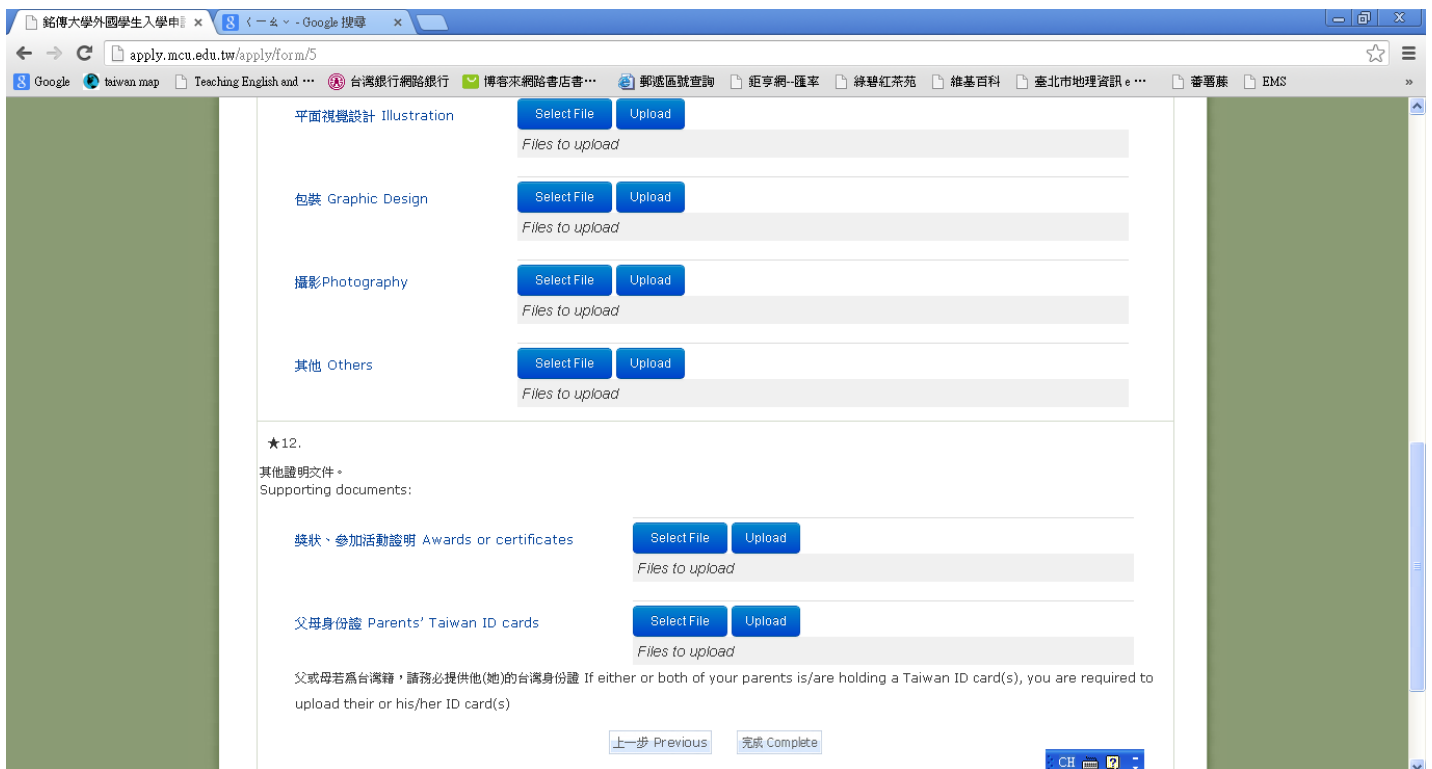 銘傳大學外國學生入學申
ㄑㄧㄠˇ - Google 搜尋
apply.mcu.edu.tw/apply/form/5
Google taiwan map Teaching English and … 台灣銀行網路銀行 博客來網路書店書… 郵遞區號查詢 鉅亨網--匯率 綠碧紅茶苑 維基百科 臺北市地理資訊 e … 蕃薯藤 EMS »
平面視覺設計 Illustration Select File Upload
Files to upload
包裝 Graphic Design Select File Upload
Files to upload
攝影Photography Select File Upload
Files to upload
其他 Others Select File Upload
Files to upload
★12.
其他證明文件。
Supporting documents:
獎狀、參加活動證明 Awards or certificates Select File Upload
Files to upload
父母身份證 Parents' Taiwan ID cards Select File Upload
Files to upload
父或母若為台灣籍，請務必提供他(她)的台灣身份證 If either or both of your parents is/are holding a Taiwan ID card(s), you are required to
upload their or his/her ID card(s)
上一步 Previous 完成 Complete
CH